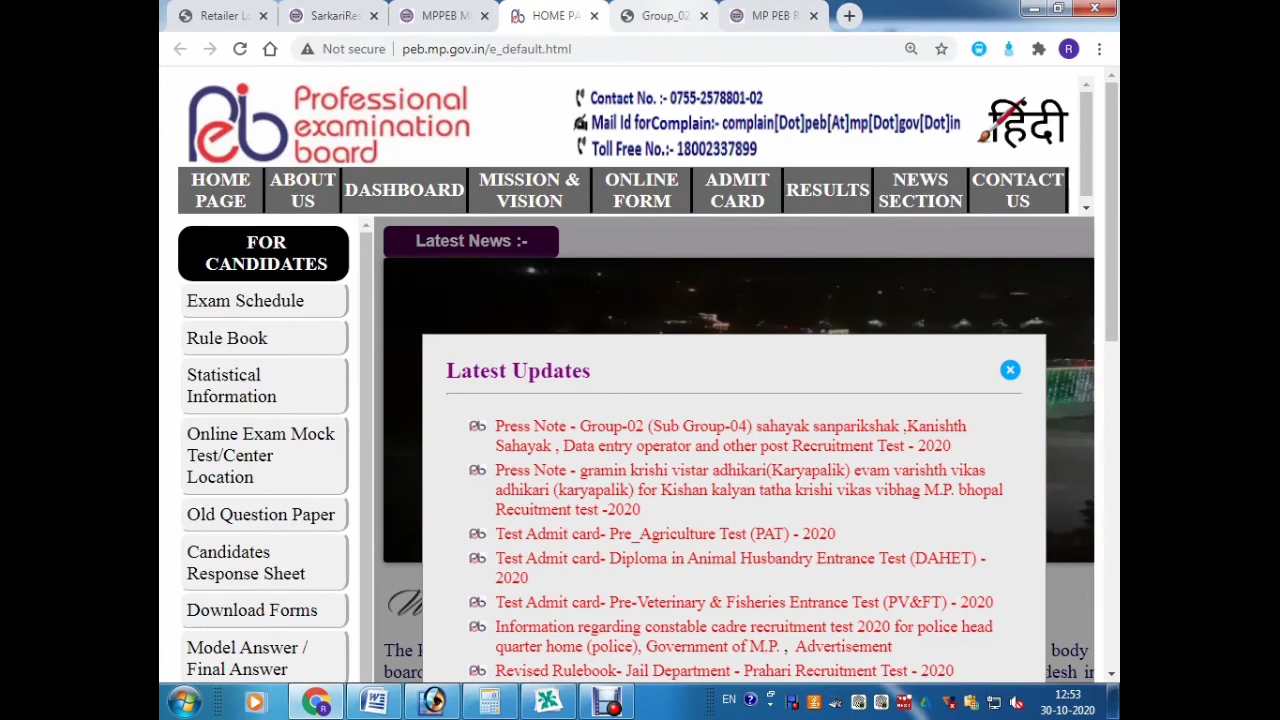 Retailer Lo
SarkariRes
MPPEB M
HOME PA
Group_02
MP PEB R
Not secure
peb.mp.gov.in/e_default.html
R
peb
Professional
examination
board
Contact No. :- 0755-2578801-02
Mail Id forComplain:- complain[Dot]peb[At]mp[Dot]gov[Dot]in
Toll Free No.:- 18002337899
हिंदी
HOME
PAGE
ABOUT
US
DASHBOARD
MISSION &
VISION
ONLINE
FORM
ADMIT
CARD
RESULTS
NEWS
SECTION
CONTACT
US
FOR
CANDIDATES
Exam Schedule
Rule Book
Statistical
Information
Online Exam Mock
Test/Center
Location
Old Question Paper
Candidates
Response Sheet
Download Forms
Model Answer /
Final Answer
Latest News :-
Latest Updates
Press Note - Group-02 (Sub Group-04) sahayak sanparikshak ,Kanishth
Sahayak , Data entry operator and other post Recruitment Test - 2020
Press Note - gramin krishi vistar adhikari(Karyapalik) evam varishth vikas
adhikari (karyapalik) for Kishan kalyan tatha krishi vikas vibhag M.P. bhopal
Recuitment test -2020
Test Admit card- Pre_Agriculture Test (PAT) - 2020
Test Admit card- Diploma in Animal Husbandry Entrance Test (DAHET) -
2020
Test Admit card- Pre-Veterinary & Fisheries Entrance Test (PV&FT) - 2020
Information regarding constable cadre recruitment test 2020 for police head
quarter home (police), Government of M.P. , Advertisement
Revised Rulebook- Jail Department - Prahari Recruitment Test - 2020
The
body
board
desh in
EN
12:53
30-10-2020